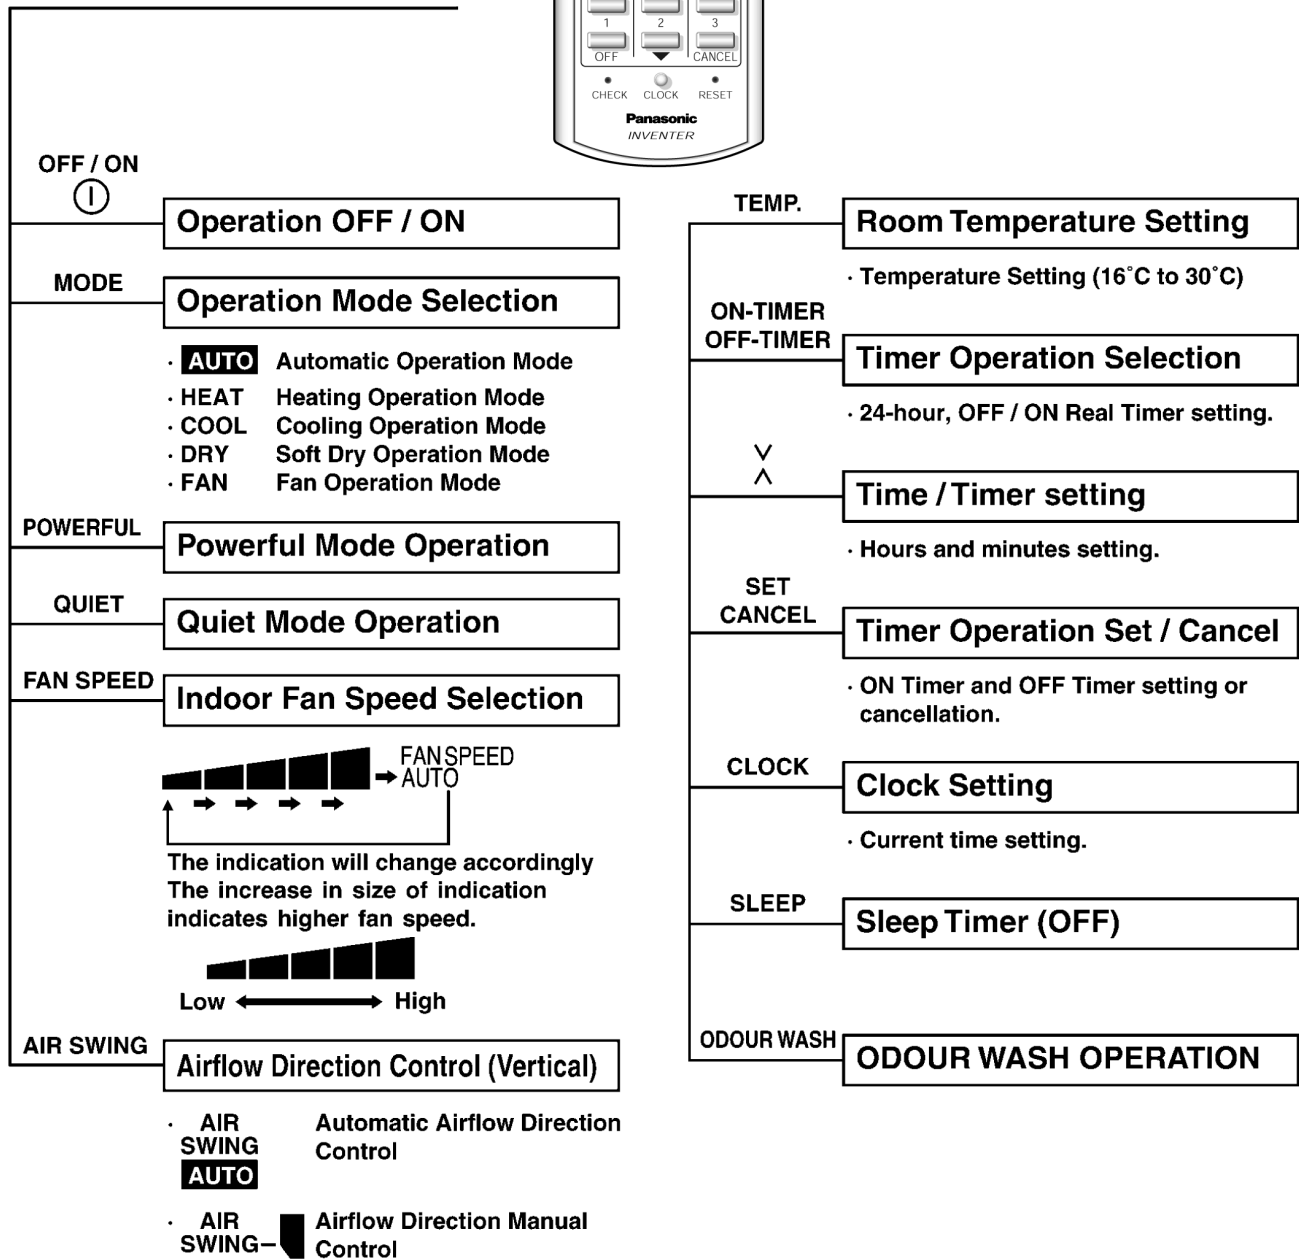 1 2 3
OFF CANCEL
CHECK CLOCK RESET
Panasonic
INVENTER
OFF / ON
Operation OFF / ON
MODE
Operation Mode Selection
· AUTO Automatic Operation Mode
· HEAT Heating Operation Mode
· COOL Cooling Operation Mode
· DRY Soft Dry Operation Mode
· FAN Fan Operation Mode
POWERFUL
Powerful Mode Operation
QUIET
Quiet Mode Operation
FAN SPEED
Indoor Fan Speed Selection
FAN SPEED
AUTO
The indication will change accordingly
The increase in size of indication
indicates higher fan speed.
Low High
AIR SWING
Airflow Direction Control (Vertical)
· AIR Automatic Airflow Direction
SWING Control
AUTO
· AIR Airflow Direction Manual
SWING– Control
TEMP.
Room Temperature Setting
· Temperature Setting (16˚C to 30˚C)
ON-TIMER
OFF-TIMER
Timer Operation Selection
· 24-hour, OFF / ON Real Timer setting.
Time / Timer setting
· Hours and minutes setting.
SET
CANCEL
Timer Operation Set / Cancel
· ON Timer and OFF Timer setting or
cancellation.
CLOCK
Clock Setting
· Current time setting.
SLEEP
Sleep Timer (OFF)
ODOUR WASH
ODOUR WASH OPERATION